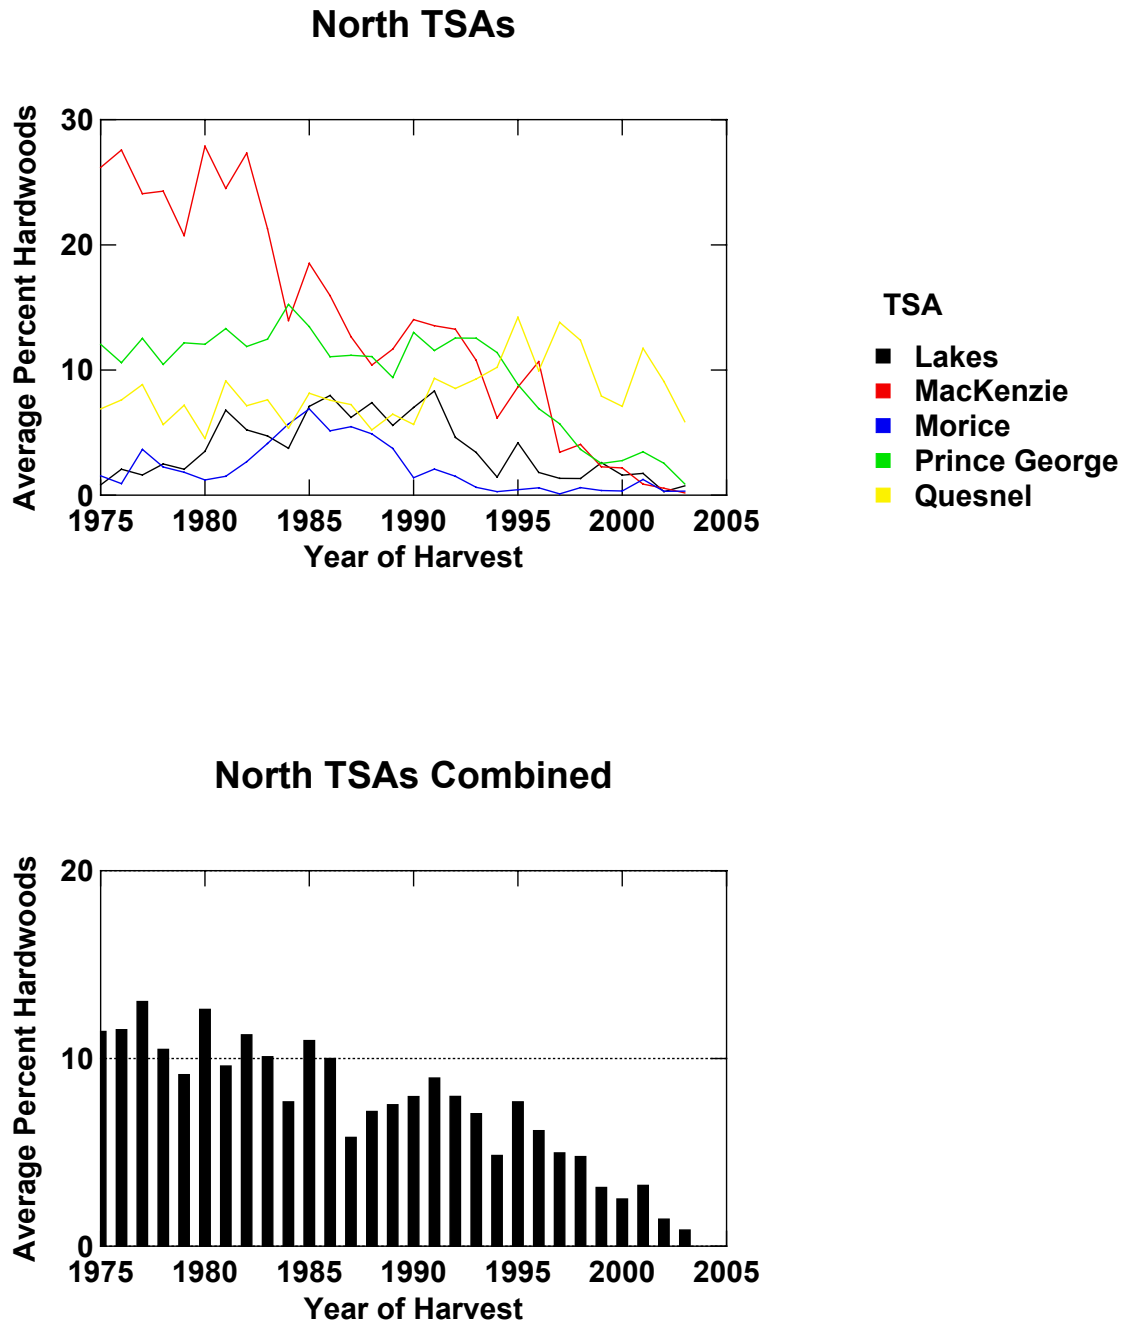 North TSAs
Average Percent Hardwoods
30
20
10
0
1975 1980 1985 1990 1995 2000 2005
Year of Harvest
TSA
Lakes
MacKenzie
Morice
Prince George
Quesnel
North TSAs Combined
Average Percent Hardwoods
20
10
0
1975 1980 1985 1990 1995 2000 2005
Year of Harvest